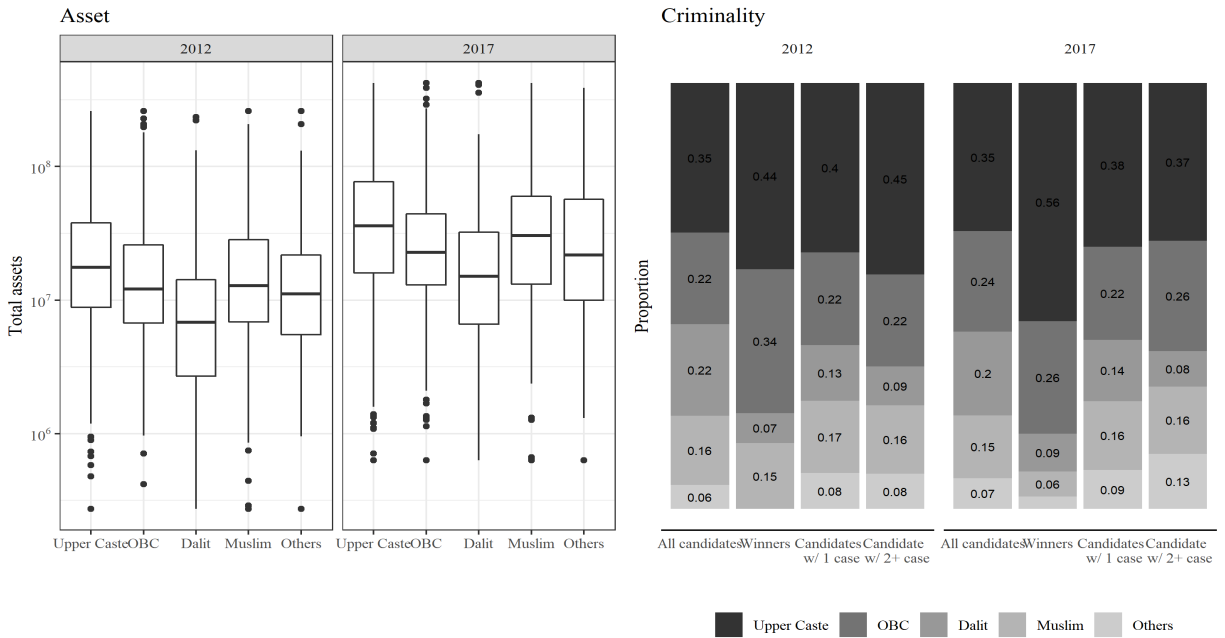 Asset
2012 2017
10⁸
10⁷
10⁶
Total assets
Upper Caste OBC Dalit Muslim Others Upper Caste OBC Dalit Muslim Others
Criminality
2012 2017
Proportion
0.35 0.44 0.4 0.45 0.35 0.56 0.38 0.37
0.22 0.34 0.22 0.22 0.24 0.26 0.22 0.26
0.22 0.07 0.13 0.09 0.2 0.09 0.14 0.08
0.16 0.15 0.17 0.16 0.15 0.06 0.16 0.16
0.06 0.08 0.08 0.07 0.09 0.13
All candidates Winners Candidates Candidate All candidates Winners Candidates Candidate
w/ 1 case w/ 2+ case w/ 1 case w/ 2+ case
Upper Caste OBC Dalit Muslim Others